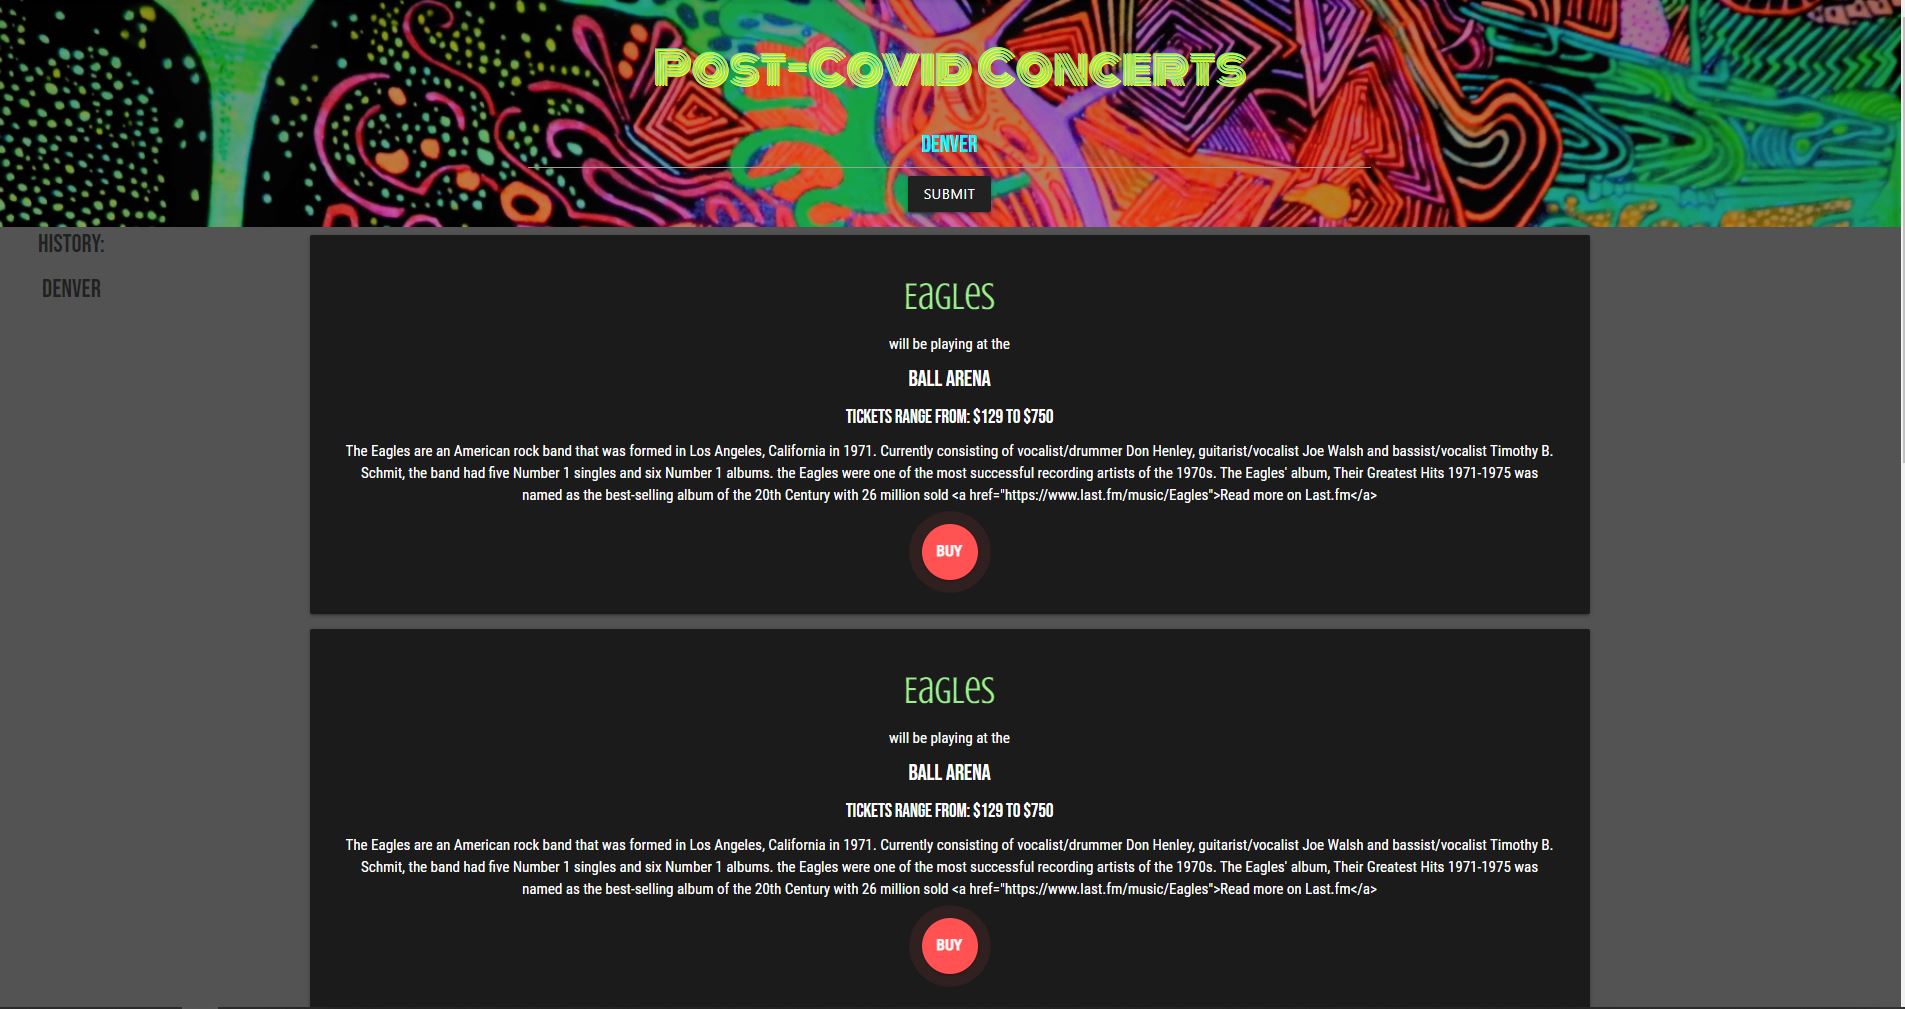 Post-Covid Concerts
DENVER
SUBMIT
HISTORY:
DENVER
Eagles
will be playing at the
BALL ARENA
TICKETS RANGE FROM: $129 TO $750
The Eagles are an American rock band that was formed in Los Angeles, California in 1971. Currently consisting of vocalist/drummer Don Henley, guitarist/vocalist Joe Walsh and bassist/vocalist Timothy B.
Schmit, the band had five Number 1 singles and six Number 1 albums. the Eagles were one of the most successful recording artists of the 1970s. The Eagles' album, Their Greatest Hits 1971-1975 was
named as the best-selling album of the 20th Century with 26 million sold <a href="https://www.last.fm/music/Eagles">Read more on Last.fm</a>
BUY
Eagles
will be playing at the
BALL ARENA
TICKETS RANGE FROM: $129 TO $750
The Eagles are an American rock band that was formed in Los Angeles, California in 1971. Currently consisting of vocalist/drummer Don Henley, guitarist/vocalist Joe Walsh and bassist/vocalist Timothy B.
Schmit, the band had five Number 1 singles and six Number 1 albums. the Eagles were one of the most successful recording artists of the 1970s. The Eagles' album, Their Greatest Hits 1971-1975 was
named as the best-selling album of the 20th Century with 26 million sold <a href="https://www.last.fm/music/Eagles">Read more on Last.fm</a>
BUY